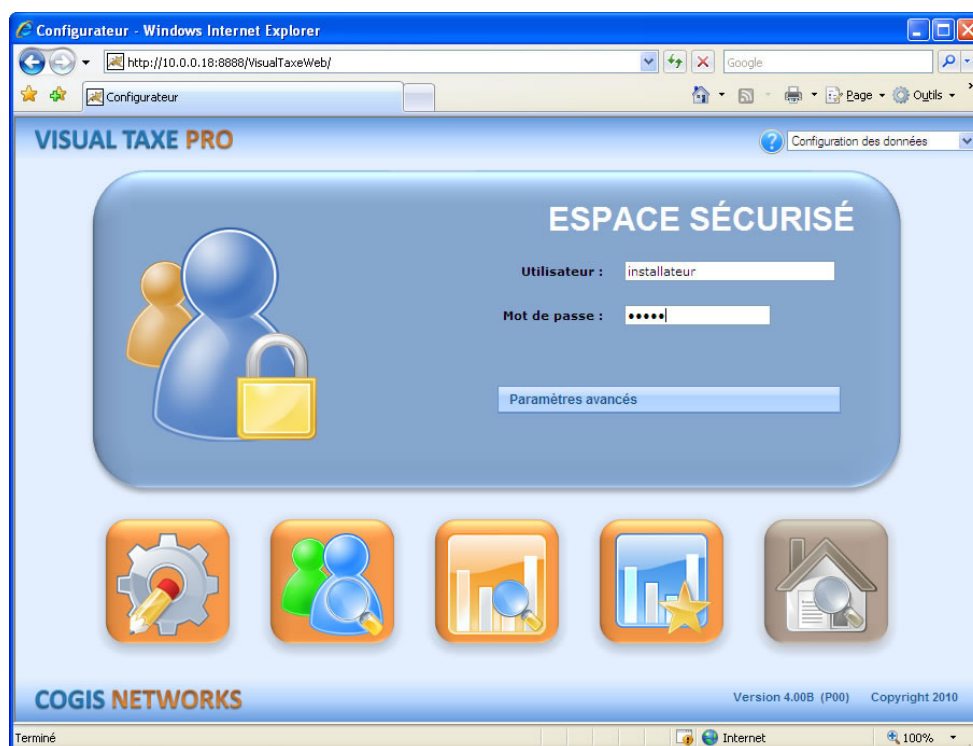 Configurateur - Windows Internet Explorer
http://10.0.0.18:8888/VisualTaxeWeb/
Google
Configurateur
Page
Outils
VISUAL TAXE PRO
Configuration des données
ESPACE SÉCURISÉ
Utilisateur : installateur
Mot de passe : •••••
Paramètres avancés
COGIS NETWORKS
Version 4.00B (P00) Copyright 2010
Terminé
Internet
100%